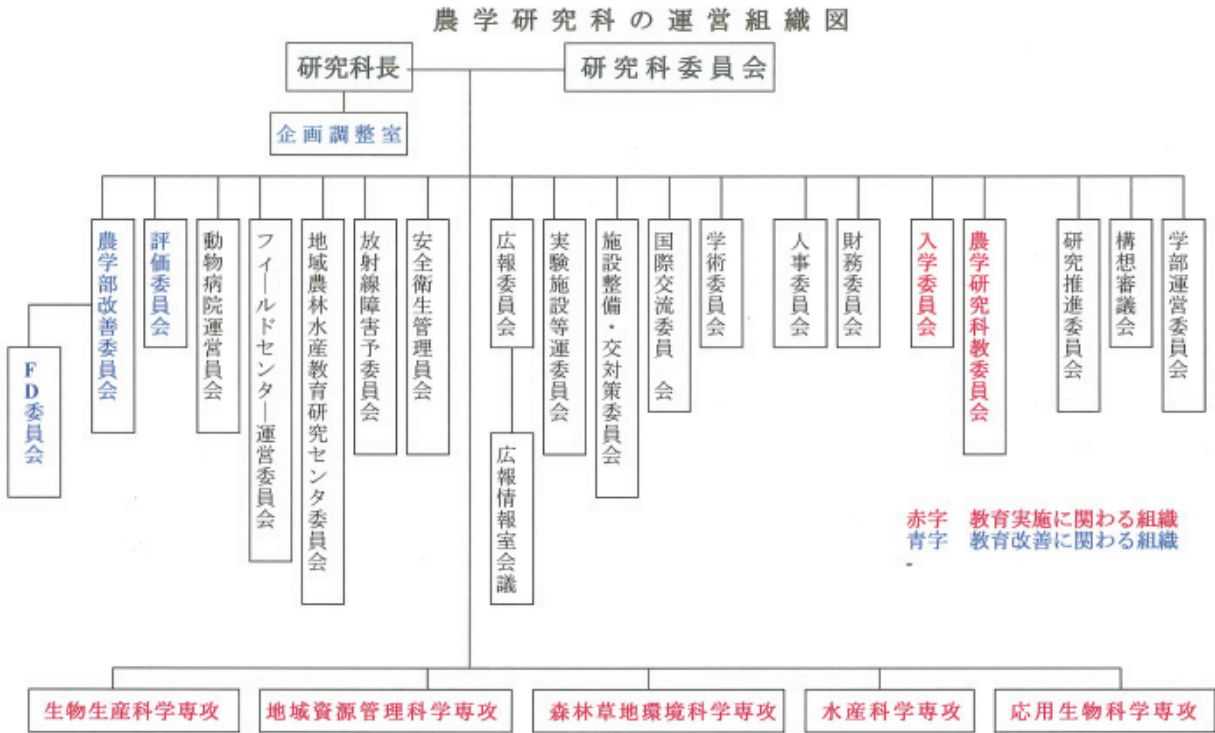 農学研究科の運営組織図
研究科長
研究科委員会
企画調整室
農学部改善委員会
評価委員会
動物病院運営員会
フィールドセンター運営委員会
地域農林水産教育研究センタ委員会
放射線障害予委員会
安全衛生管理員会
広報委員会
実験施設等運委員会
施設整備・交対策委員会
国際交流委員 会
学術委員会
人事委員会
財務委員会
入学委員会
農学研究科教委員会
研究推進委員会
構想審議会
学部運営委員会
FD委員会
広報情報室会議
赤字 教育実施に関わる組織
青字 教育改善に関わる組織
-
生物生産科学専攻
地域資源管理科学専攻
森林草地環境科学専攻
水産科学専攻
応用生物科学専攻